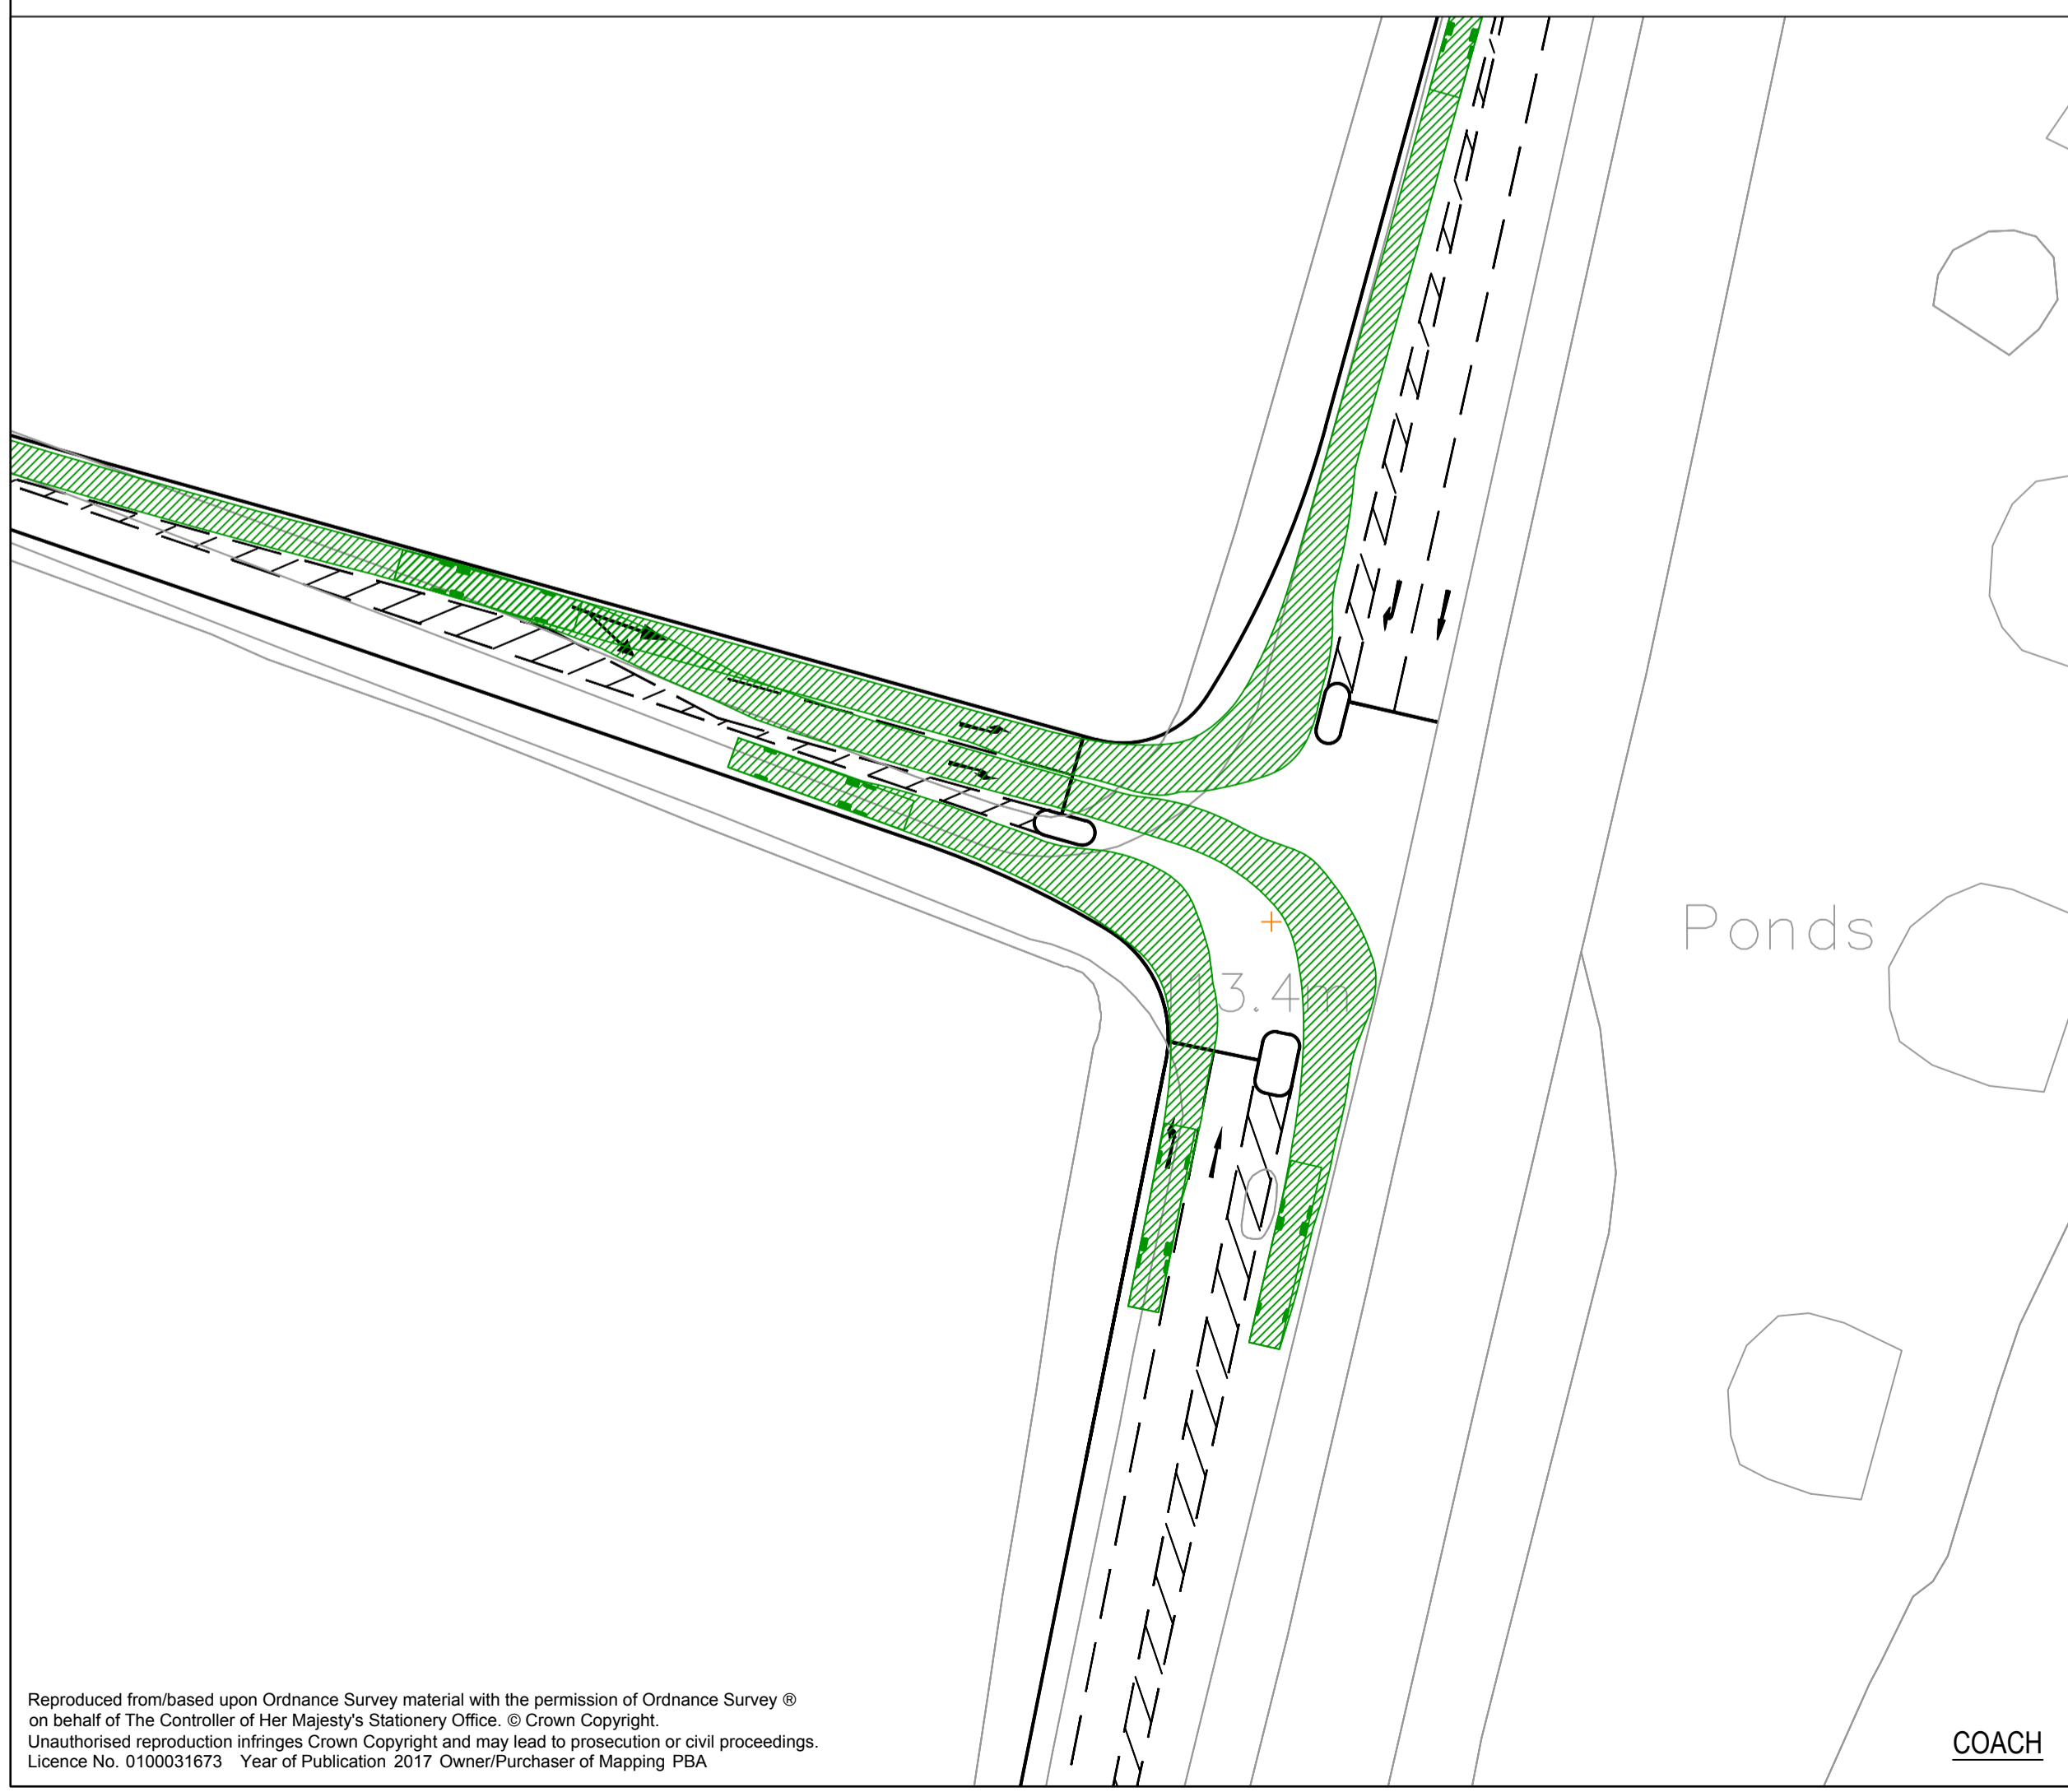 Ponds
113.4m
Reproduced from/based upon Ordnance Survey material with the permission of Ordnance Survey ®
on behalf of The Controller of Her Majesty's Stationery Office. © Crown Copyright.
Unauthorised reproduction infringes Crown Copyright and may lead to prosecution or civil proceedings.
Licence No. 0100031673 Year of Publication 2017 Owner/Purchaser of Mapping PBA
COACH